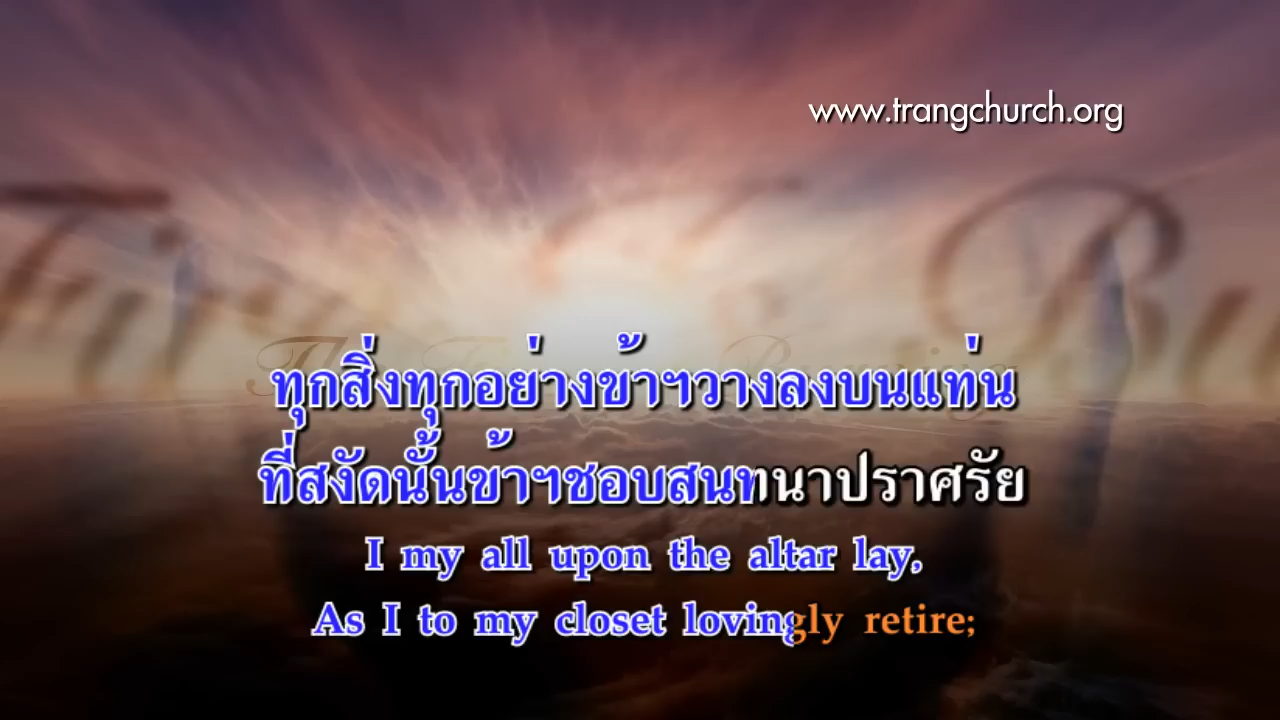 www.trangchurch.org
ทุกสิ่งทุกอย่างข้าฯวางลงบนแท่น
ที่สงัดนั้นข้าฯชอบสนทนาปราศรัย
I my all upon the altar lay,
As I to my closet lovingly retire;